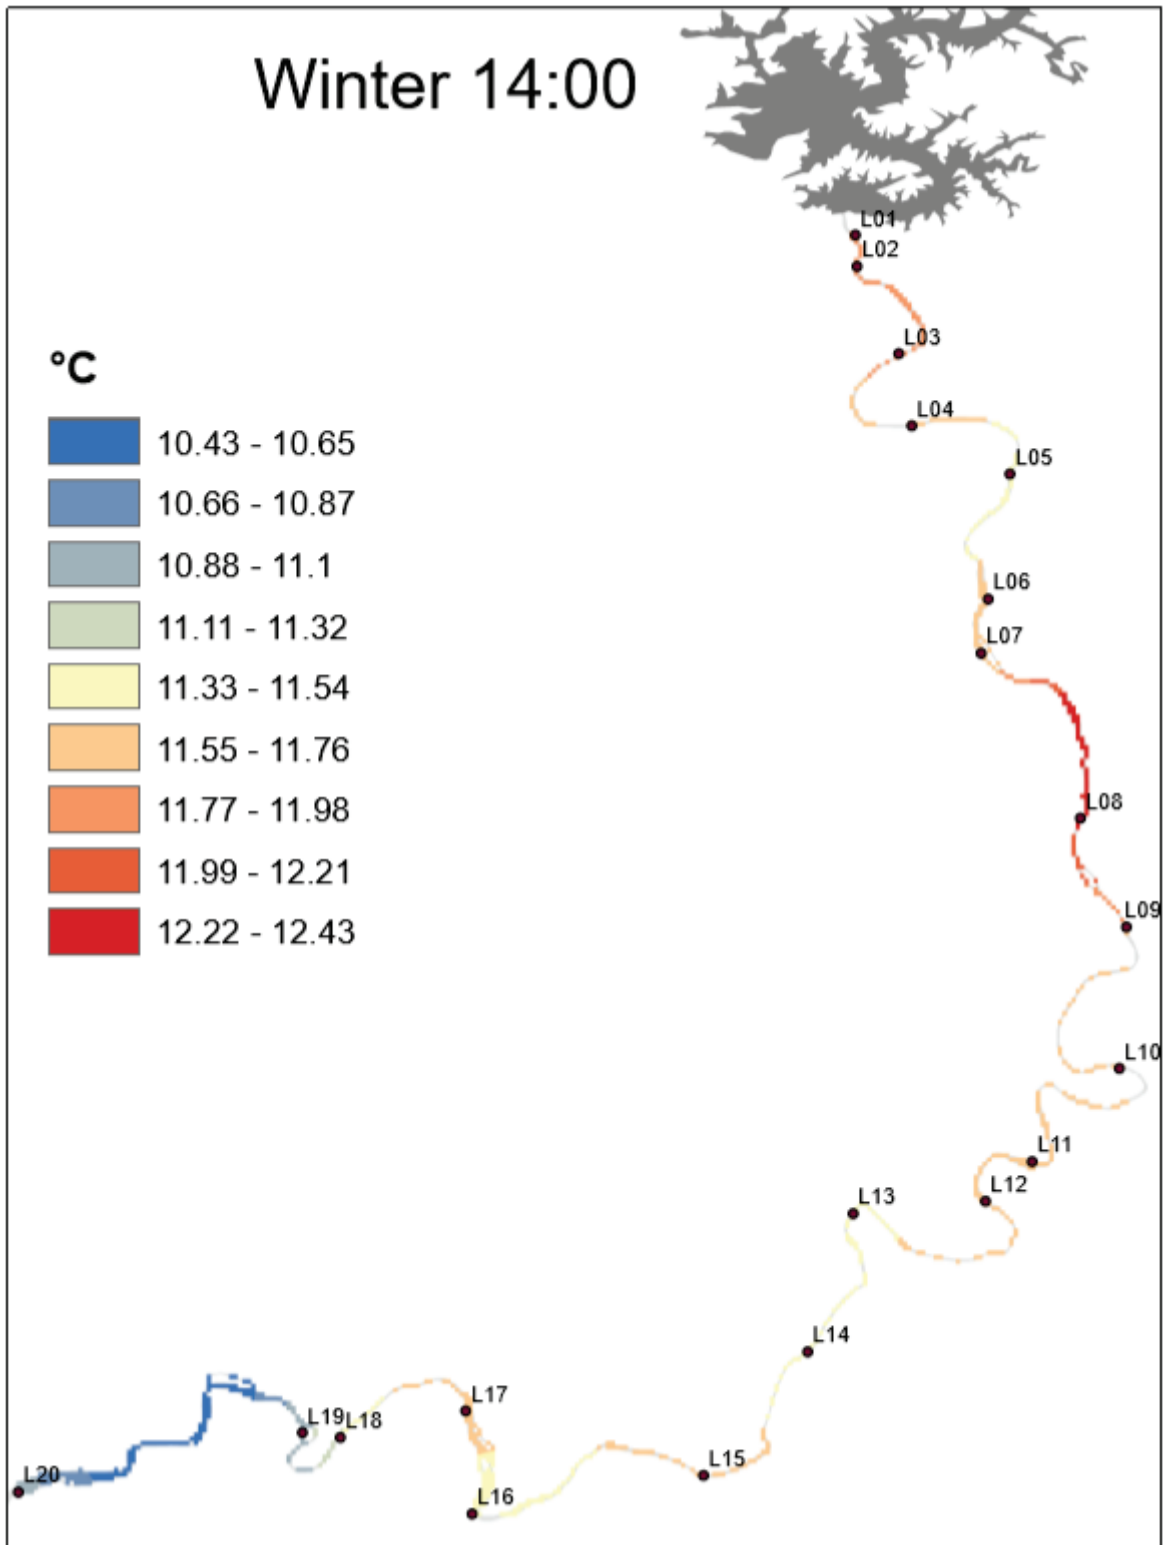 Winter 14:00
L01
L02
L03
°C
L04
10.43 - 10.65
L05
10.66 - 10.87
10.88 - 11.1
L06
11.11 - 11.32
L07
11.33 - 11.54
11.55 - 11.76
L08
11.77 - 11.98
11.99 - 12.21
L09
12.22 - 12.43
L10
L11
L12
L13
L14
L17
L19
L18
L15
L20
L16